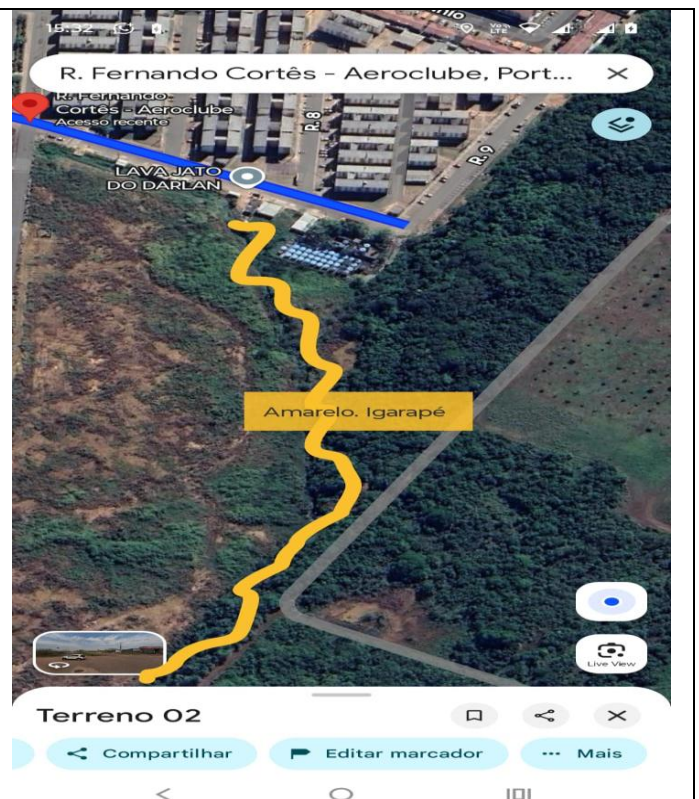 15:32
R. Fernando Cortês – Aeroclube, Port...
R. Fernando
Cortês – Aeroclube
Acesso recente
R. 8
R. 9
LAVA JATO
DO DARLAN
Amarelo. Igarapé
Live View
Terreno 02
Compartilhar
Editar marcador
Mais